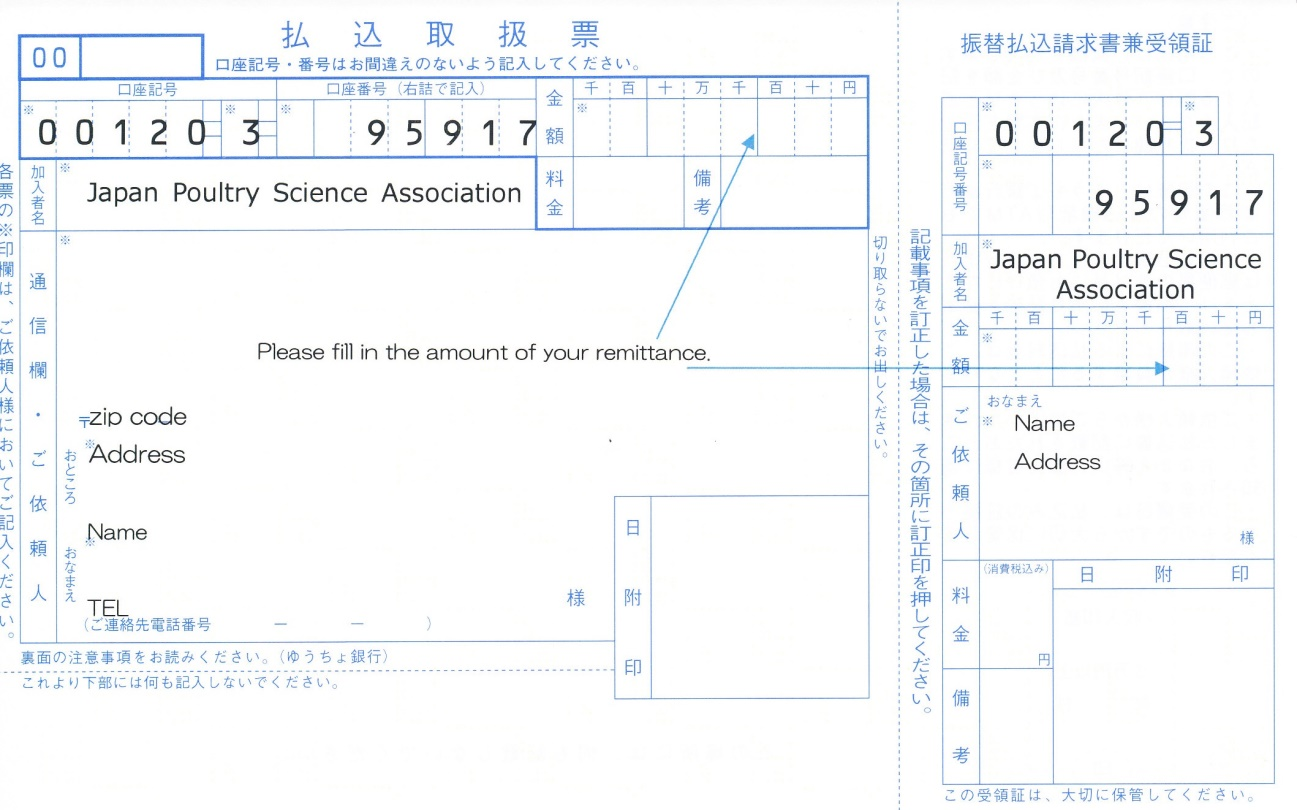 払込取扱票
00
口座記号・番号はお間違えのないよう記入してください。
口座記号
口座番号（右詰で記入）
金額
千 百 十 万 千 百 十 円
※ ※ ※ ※
0 0 1 2 0 3 9 5 9 1 7
加入者名
※
Japan Poultry Science Association
料金
備考
各票の※印欄は、ご依頼人様においてご記入ください。
通信欄・ご依頼人
※
Please fill in the amount of your remittance.
〒zip code
おところ
※
Address
おなまえ
Name
※
TEL
様
（ご連絡先電話番号 － － ）
日附印
裏面の注意事項をお読みください。（ゆうちょ銀行）
これより下部には何も記入しないでください。
切り取らないでお出しください。
記載事項を訂正した場合は、その箇所に訂正印を押してください。
振替払込請求書兼受領証
口座記号番号
※ ※
0 0 1 2 0 3
※
9 5 9 1 7
加入者名
※
Japan Poultry Science
Association
金額
千 百 十 万 千 百 十 円
※
ご依頼人
おなまえ
※
Name
Address
様
料金
（消費税込み）
円
日 附 印
備考
この受領証は、大切に保管してください。